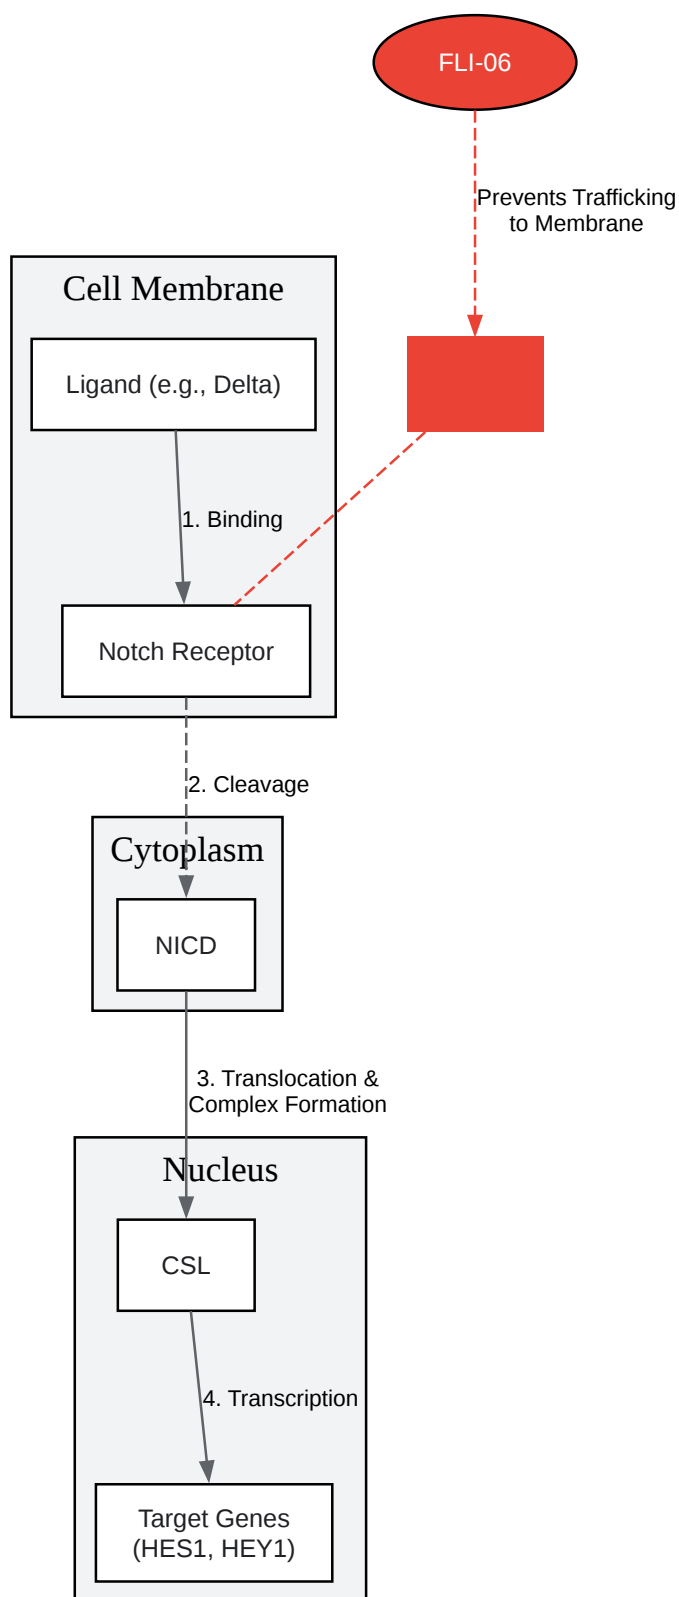 FLI-06
Prevents Trafficking
to Membrane
Cell Membrane
Ligand (e.g., Delta)
1. Binding
Notch Receptor
2. Cleavage
Cytoplasm
NICD
3. Translocation &
Complex Formation
Nucleus
CSL
4. Transcription
Target Genes
(HES1, HEY1)